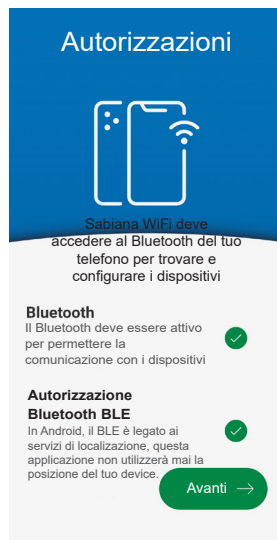 Autorizzazioni
Sabiana WiFi deve
accedere al Bluetooth del tuo
telefono per trovare e
configurare i dispositivi
Bluetooth
Il Bluetooth deve essere attivo
per permettere la
comunicazione con i dispositivi
Autorizzazione
Bluetooth BLE
In Android, il BLE è legato ai
servizi di localizzazione, questa
applicazione non utilizzerà mai la
posizione del tuo device.
Avanti